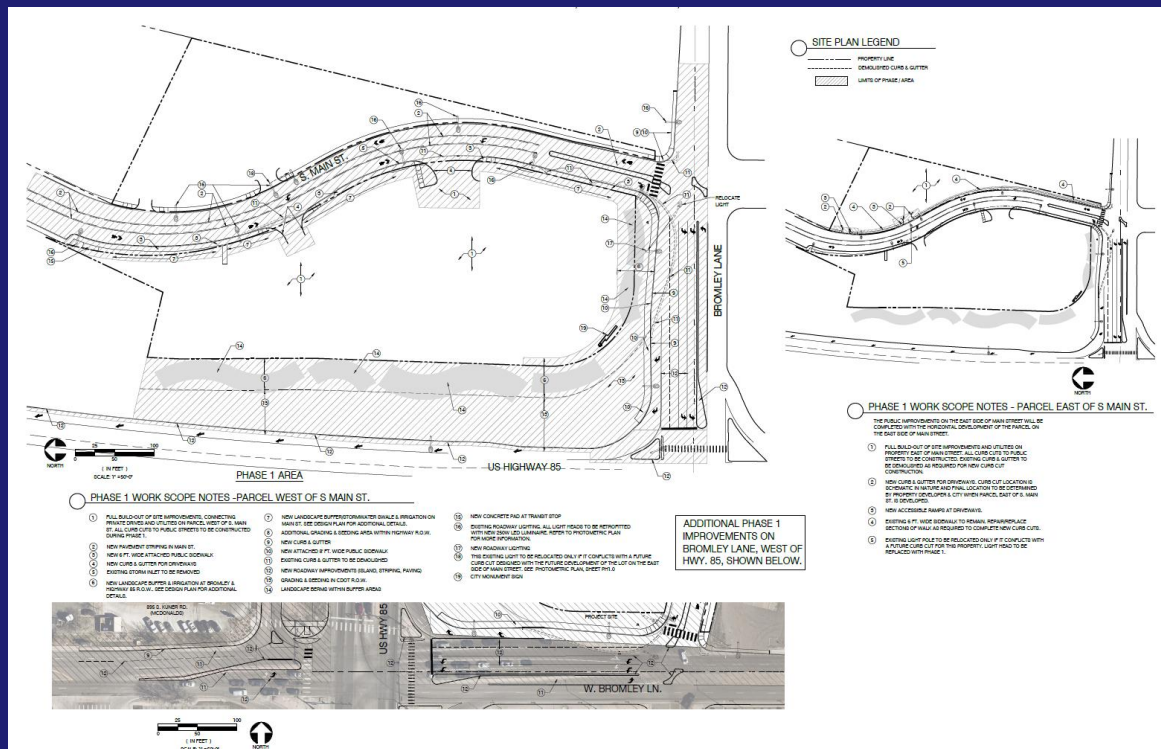 SITE PLAN LEGEND
PROPERTY LINE
DEMOLISHED CURB & GUTTER
LIMITS OF PHASE I AREA
S. MAIN ST.
RELOCATE
LIGHT
BROMLEY LANE
US HIGHWAY 85
NORTH
25 100
0 50
( IN FEET )
SCALE: 1" =50'-0"
PHASE 1 AREA
NORTH
PHASE 1 WORK SCOPE NOTES -PARCEL WEST OF S MAIN ST.
1 FULL BUILD-OUT OF SITE IMPROVEMENTS, CONNECTING
PRIVATE DRIVES AND UTILITIES ON PARCEL WEST OF S. MAIN
ST. ALL CURB CUTS TO PUBLIC STREETS TO BE CONSTRUCTED
DURING PHASE 1.
2 NEW PAVEMENT STRIPING IN MAIN ST.
3 NEW 6 FT. WIDE ATTACHED PUBLIC SIDEWALK
4 NEW CURB & GUTTER FOR DRIVEWAYS
5 EXISTING STORM INLET TO BE REMOVED
6 NEW LANDSCAPE BUFFER & IRRIGATION AT BROMLEY &
HIGHWAY 85 R.O.W.. SEE DESIGN PLAN FOR ADDITIONAL
DETAILS.
7 NEW LANDSCAPE BUFFER/STORMWATER SWALE & IRRIGATION ON
MAIN ST. SEE DESIGN PLAN FOR ADDITIONAL DETAILS.
8 ADDITIONAL GRADING & SEEDING AREA WITHIN HIGHWAY R.O.W.
9 NEW CURB & GUTTER
10 NEW ATTACHED 8' FT. WIDE PUBLIC SIDEWALK
11 EXISTING CURB & GUTTER TO BE DEMOLISHED
12 NEW ROADWAY IMPROVEMENTS (ISLAND, STRIPING, PAVING)
13 GRADING & SEEDING IN CDOT R.O.W.
14 LANDSCAPE BERMS WITHIN BUFFER AREAS
15 NEW CONCRETE PAD AT TRANSIT STOP
16 EXISTING ROADWAY LIGHTING. ALL LIGHT HEADS TO BE RETROFITTED
WITH NEW 250W LED LUMINAIRE. REFER TO PHOTOMETRIC PLAN
FOR MORE INFORMATION.
17 NEW ROADWAY LIGHTING
18 THIS EXISTING LIGHT TO BE RELOCATED ONLY IF IT CONFLICTS WITH A FUTURE
CURB CUT DESIGNED WITH THE FUTURE DEVELOPMENT OF THE LOT ON THE EAST
SIDE OF MAIN STREET. SEE PHOTOMETRIC PLAN, SHEET PH1.0
19 CITY MONUMENT SIGN
ADDITIONAL PHASE 1
IMPROVEMENTS ON
BROMLEY LANE, WEST OF
HWY. 85, SHOWN BELOW.
PHASE 1 WORK SCOPE NOTES - PARCEL EAST OF S MAIN ST.
THE PUBLIC IMPROVEMENTS ON THE EAST SIDE OF MAIN STREET WILL BE
COMPLETED WITH THE HORIZONTAL DEVELOPMENT OF THE PARCEL ON
THE EAST SIDE OF MAIN STREET.
1 FULL BUILD-OUT OF SITE IMPROVEMENTS AND UTILITIES ON
PROPERTY EAST OF MAIN STREET. ALL CURB CUTS TO PUBLIC
STREETS TO BE CONSTRUCTED. EXISTING CURB & GUTTER TO
BE DEMOLISHED AS REQUIRED FOR NEW CURB CUT
CONSTRUCTION.
2 NEW CURB & GUTTER FOR DRIVEWAYS. CURB CUT LOCATION IS
SCHEMATIC IN NATURE AND FINAL LOCATION TO BE DETERMINED
BY PROPERTY DEVELOPER & CITY WHEN PARCEL EAST OF S. MAIN
ST. IS DEVELOPED.
3 NEW ACCESSIBLE RAMPS AT DRIVEWAYS.
4 EXISTING 5 FT. WIDE SIDEWALK TO REMAIN. REPAIR/REPLACE
SECTIONS OF WALK AS REQUIRED TO COMPLETE NEW CURB CUTS.
5 EXISTING LIGHT POLE TO BE RELOCATED ONLY IF IT CONFLICTS WITH
A FUTURE CURB CUT FOR THIS PROPERTY. LIGHT HEAD TO BE
REPLACED WITH PHASE 1.
(MCDONALDS)
US HWY 85
PROJECT SITE
W. BROMLEY LN.
25 100
0 50
( IN FEET )
NORTH